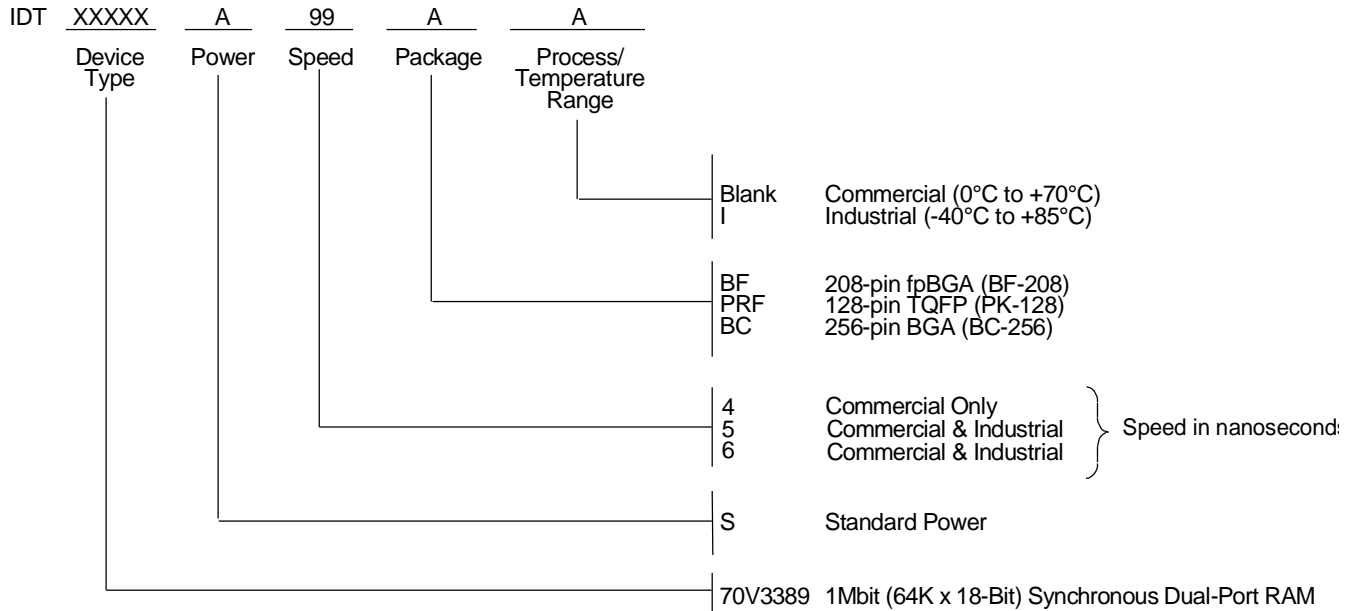 IDT XXXXX A 99 A A
Device Type Power Speed Package Process/ Temperature Range
Blank Commercial (0°C to +70°C)
I Industrial (-40°C to +85°C)
BF 208-pin fpBGA (BF-208)
PRF 128-pin TQFP (PK-128)
BC 256-pin BGA (BC-256)
4 Commercial Only
5 Commercial & Industrial
6 Commercial & Industrial
Speed in nanoseconds
S Standard Power
70V3389 1Mbit (64K x 18-Bit) Synchronous Dual-Port RAM